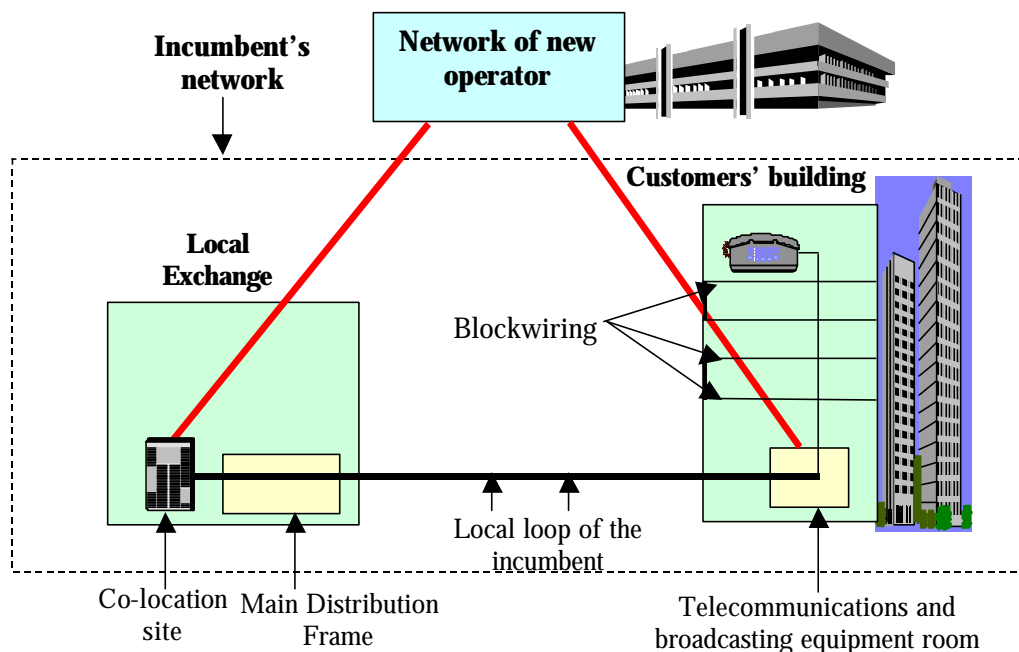 Incumbent's
network
Network of new
operator
Customers' building
Local
Exchange
Blockwiring
Local loop of the
incumbent
Co-location
site
Main Distribution
Frame
Telecommunications and
broadcasting equipment room